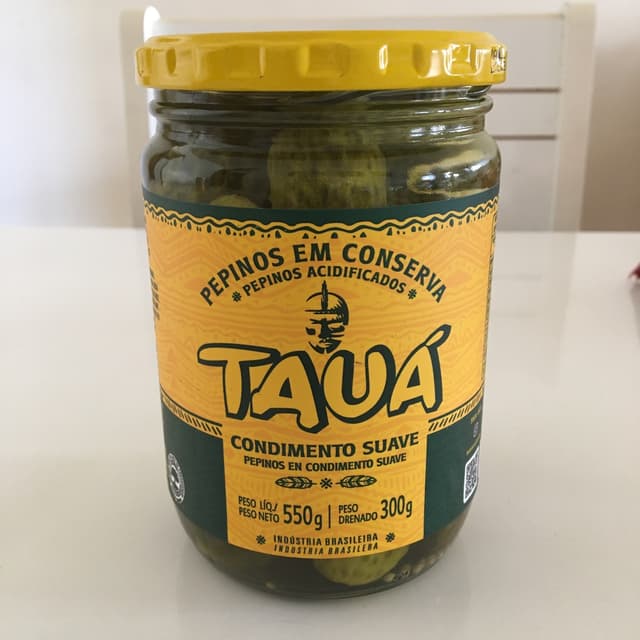 PEPINOS EM CONSERVA
* PEPINOS ACIDIFICADOS *
TAUÁ
CONDIMENTO SUAVE
PEPINOS EN CONDIMENTO SUAVE
PESO LÍQ./
PESO NETO 550g
PESO
DRENADO 300g
* INDÚSTRIA BRASILEIRA *
INDUSTRIA BRASILERA